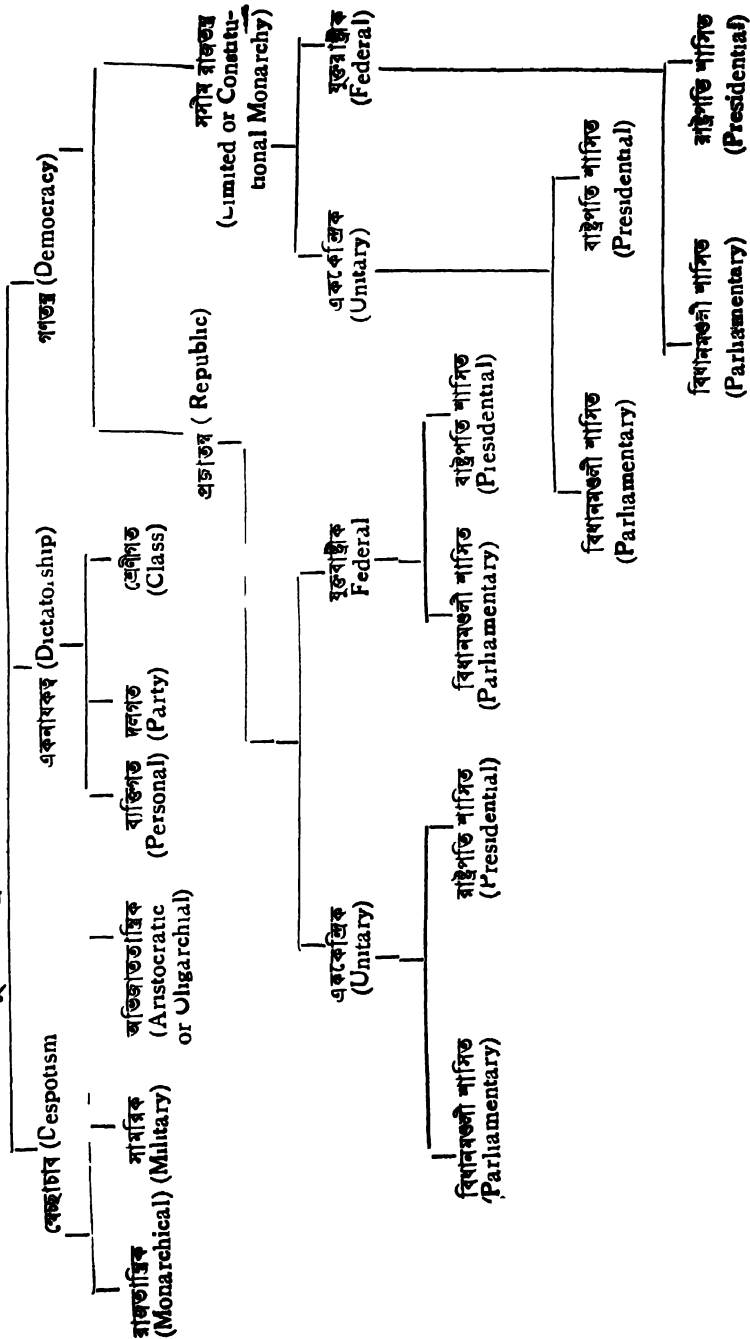 স্বেচ্ছাচার (Despotism
একনায়কত্ব (Dictatorship)
গণতন্ত্র (Democracy)
রাজতান্ত্রিক
(Monarchical)
সামরিক
(Military)
অভিজাততান্ত্রিক
(Aristocratic
or Oligarchial)
ব্যক্তিগত
(Personal)
দলগত
(Party)
শ্রেণীগত
(Class)
প্রজাতন্ত্র ( Republic)
সসীম রাজতন্ত্র
(Limited or Constitu-
tional Monarchy)
এককেন্দ্রিক
(Unitary)
যুক্তরাষ্ট্রীক
Federal
এককেন্দ্রিক
(Unitary)
যুক্তরাষ্ট্রীক
(Federal)
বিধানমণ্ডলী শাসিত
(Parliamentary)
রাষ্ট্রপতি শাসিত
(Presidential)
বিধানমণ্ডলী শাসিত
(Parliamentary)
রাষ্ট্রপতি শাসিত
(Presidential)
বিধানমণ্ডলী শাসিত
(Parliamentary)
রাষ্ট্রপতি শাসিত
(Presidential)
বিধানমণ্ডলী শাসিত
(Parliamentary)
রাষ্ট্রপতি শাসিত
(Presidential)